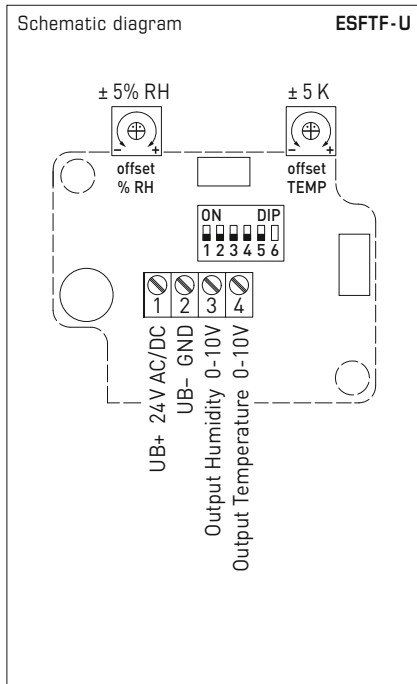 Schematic diagram ESFTF-U
± 5% RH ± 5 K
- + - +
offset offset
% RH TEMP
ON DIP
1 2 3 4 5 6
1 2 3 4
UB+ 24V AC/DC
UB– GND
Output Humidity 0-10V
Output Temperature 0-10V